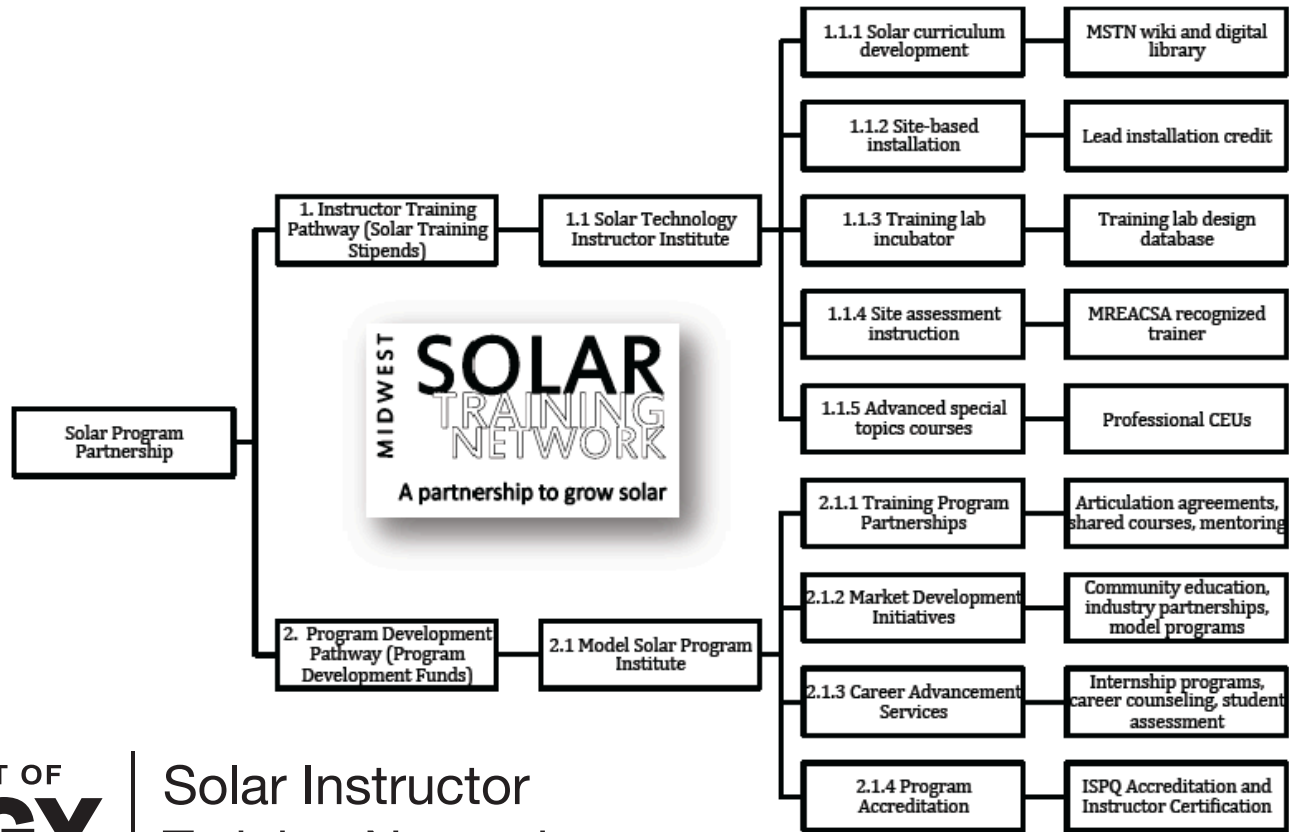 1.1.1 Solar curriculum
development
MSTN wiki and digital
library
1.1.2 Site-based
installation
Lead installation credit
1. Instructor Training
Pathway (Solar Training
Stipends)
1.1 Solar Technology
Instructor Institute
1.1.3 Training lab
incubator
Training lab design
database
1.1.4 Site assessment
instruction
MREACSA recognized
trainer
1.1.5 Advanced special
topics courses
Professional CEUs
MIDWEST
SOLAR
TRAINING
NETWORK
A partnership to grow solar
Solar Program
Partnership
2.1.1 Training Program
Partnerships
Articulation agreements,
shared courses, mentoring
2.1.2 Market Development
Initiatives
Community education,
industry partnerships,
model programs
2. Program Development
Pathway (Program
Development Funds)
2.1 Model Solar Program
Institute
2.1.3 Career Advancement
Services
Internship programs,
career counseling, student
assessment
2.1.4 Program
Accreditation
ISPQ Accreditation and
Instructor Certification
OF
Solar Instructor